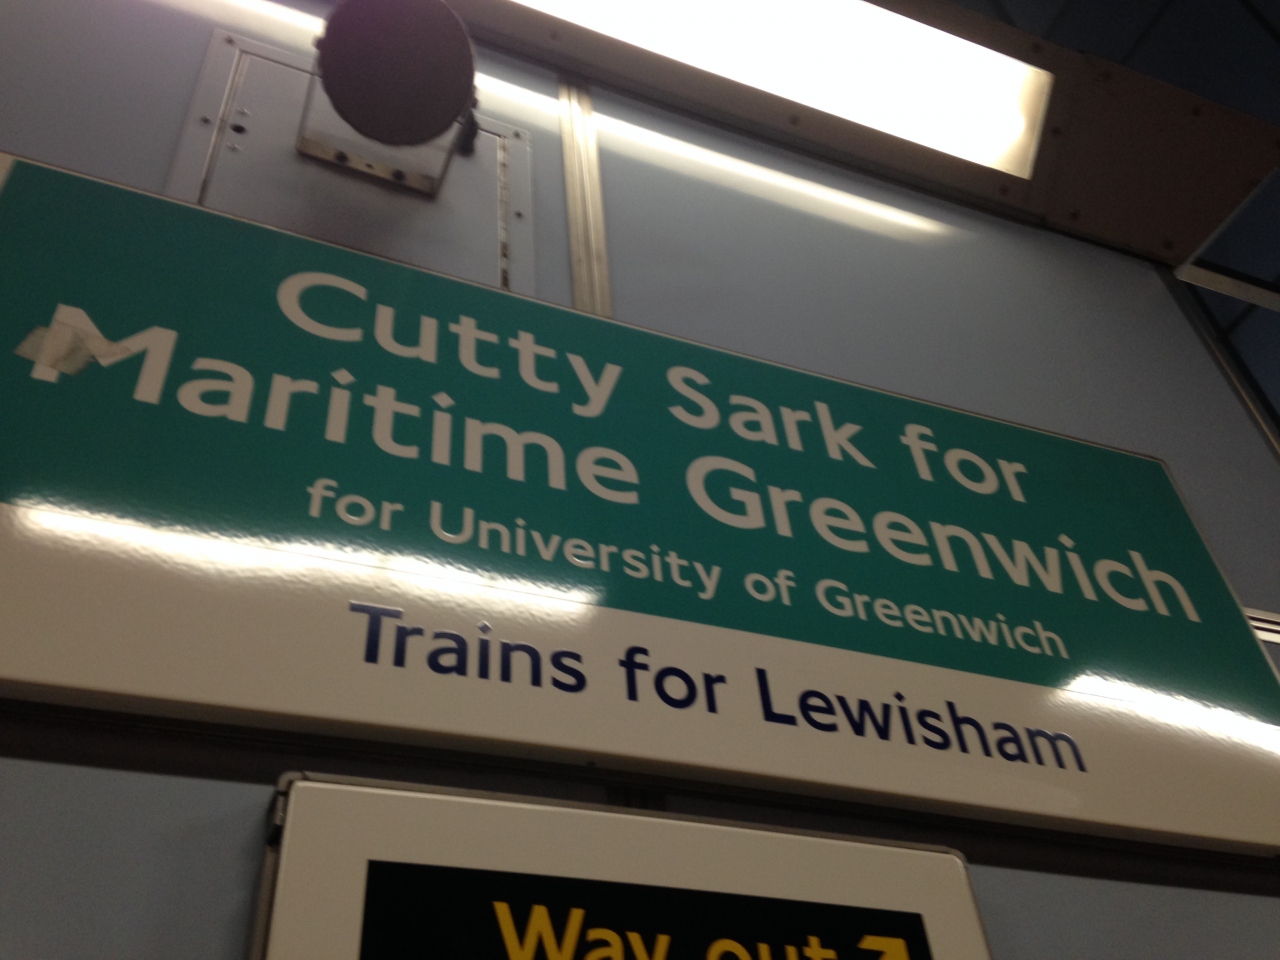 Cutty Sark for
Maritime Greenwich
for University of Greenwich
Trains for Lewisham
Way out